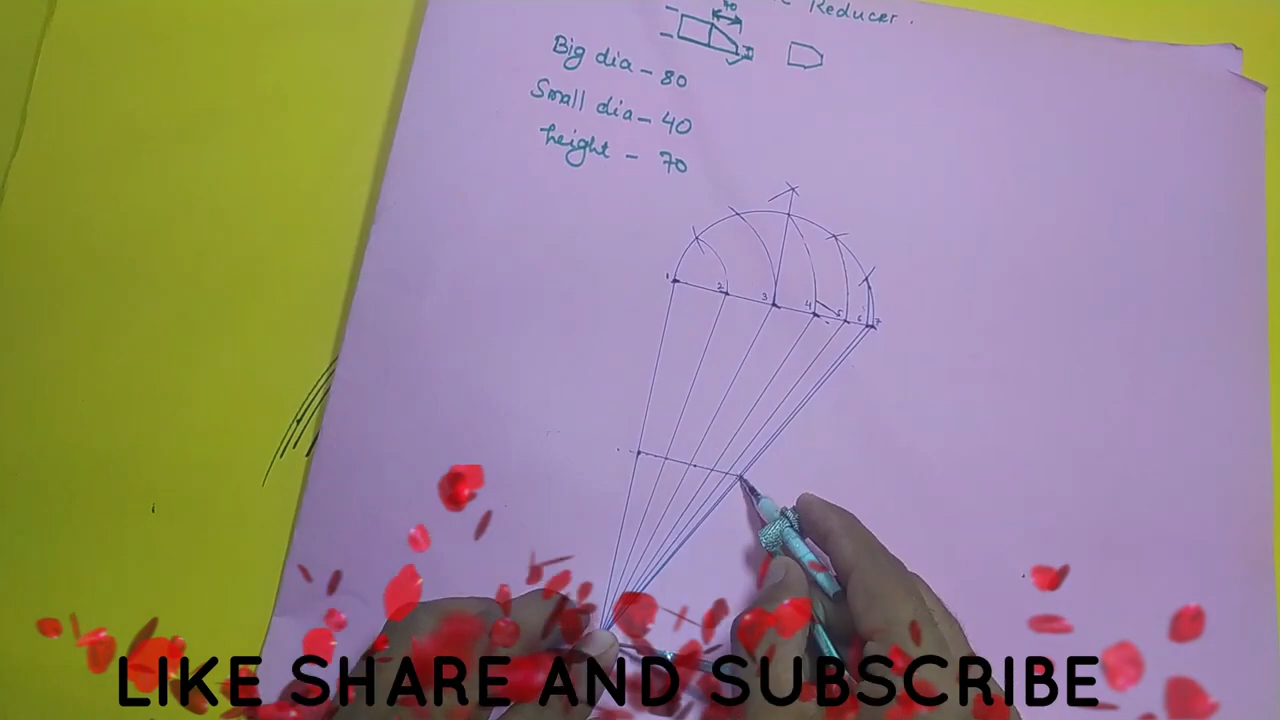 Reducer.
70
Big dia - 80
Small dia - 40
height - 70
1 2 3 4 5 6 7
LIKE SHARE AND SUBSCRIBE